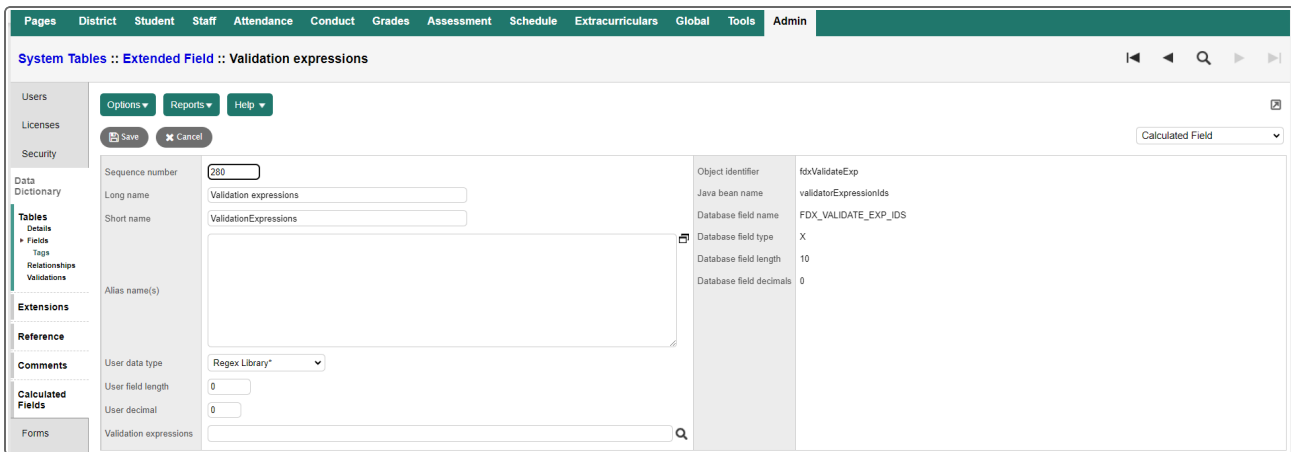 Pages District Student Staff Attendance Conduct Grades Assessment Schedule Extracurriculars Global Tools Admin
System Tables :: Extended Field :: Validation expressions
Users
Licenses
Security
Data
Dictionary
Tables
Details
Fields
Tags
Relationships
Validations
Extensions
Reference
Comments
Calculated
Fields
Forms
Options Reports Help
Save Cancel
Calculated Field
Sequence number 280
Long name Validation expressions
Short name ValidationExpressions
Alias name(s)
User data type Regex Library*
User field length 0
User decimal 0
Validation expressions
Object identifier fdxValidateExp
Java bean name validatorExpressionIds
Database field name FDX_VALIDATE_EXP_IDS
Database field type X
Database field length 10
Database field decimals 0